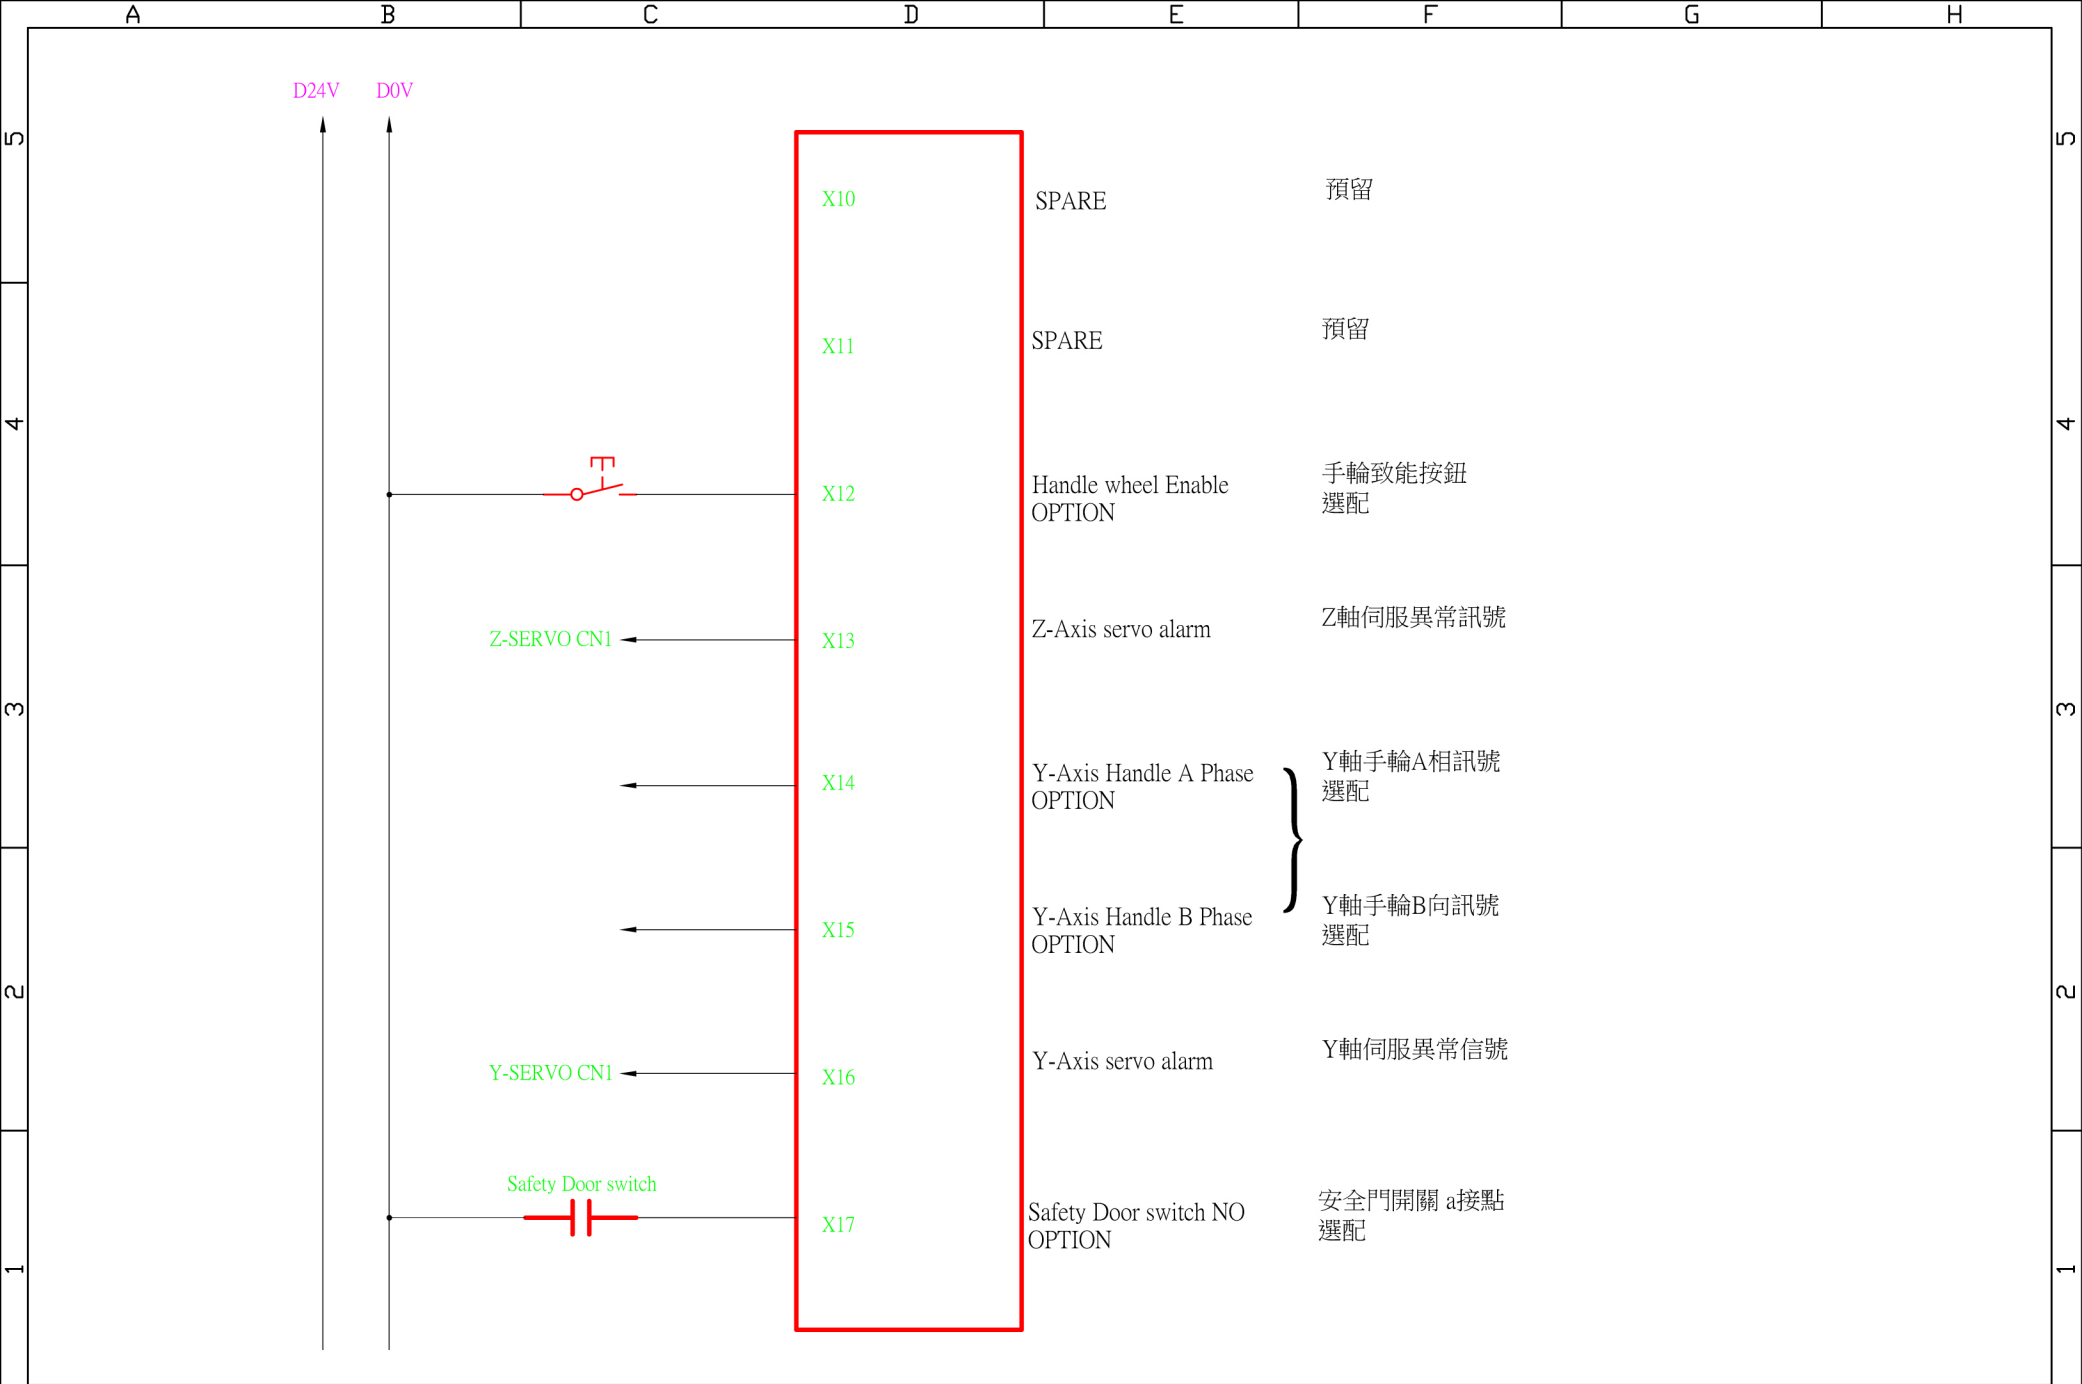 A B C D E F G H
D24V D0V
5 5
X10 SPARE 預留
X11 SPARE 預留
4 4
X12 Handle wheel Enable 手輪致能按鈕
OPTION 選配
Z-SERVO CN1 X13 Z-Axis servo alarm Z軸伺服異常訊號
3 3
X14 Y-Axis Handle A Phase Y軸手輪A相訊號
OPTION 選配
X15 Y-Axis Handle B Phase Y軸手輪B向訊號
OPTION 選配
2 2
Y-SERVO CN1 X16 Y-Axis servo alarm Y軸伺服異常信號
Safety Door switch
X17 Safety Door switch NO 安全門開關 a接點
OPTION 選配
1 1